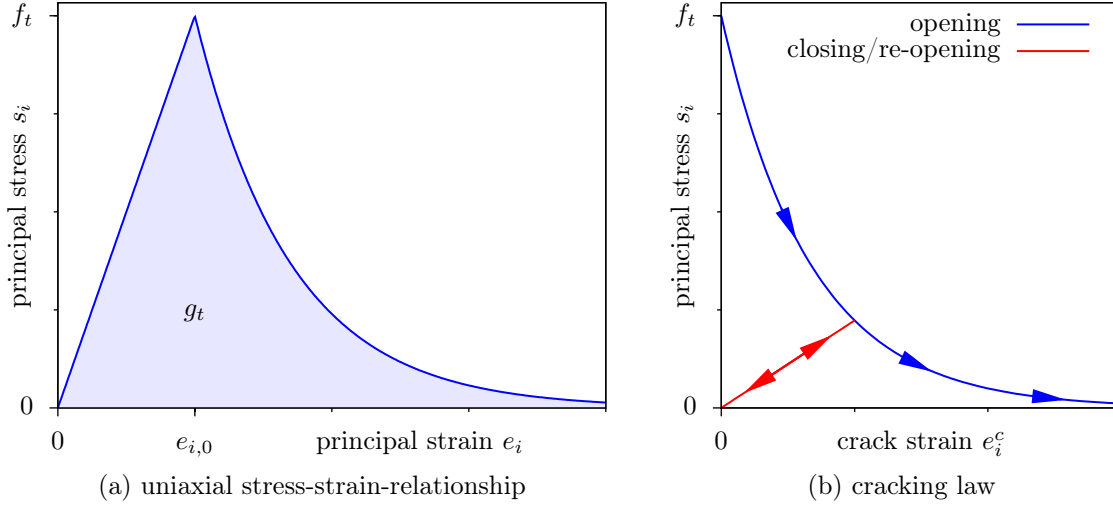 f_t
principal stress s_i
g_t
0
0
e_{i,0}
principal strain e_i
(a) uniaxial stress-strain-relationship
f_t
opening
closing/re-opening
principal stress s_i
0
0
crack strain e_i^c
(b) cracking law